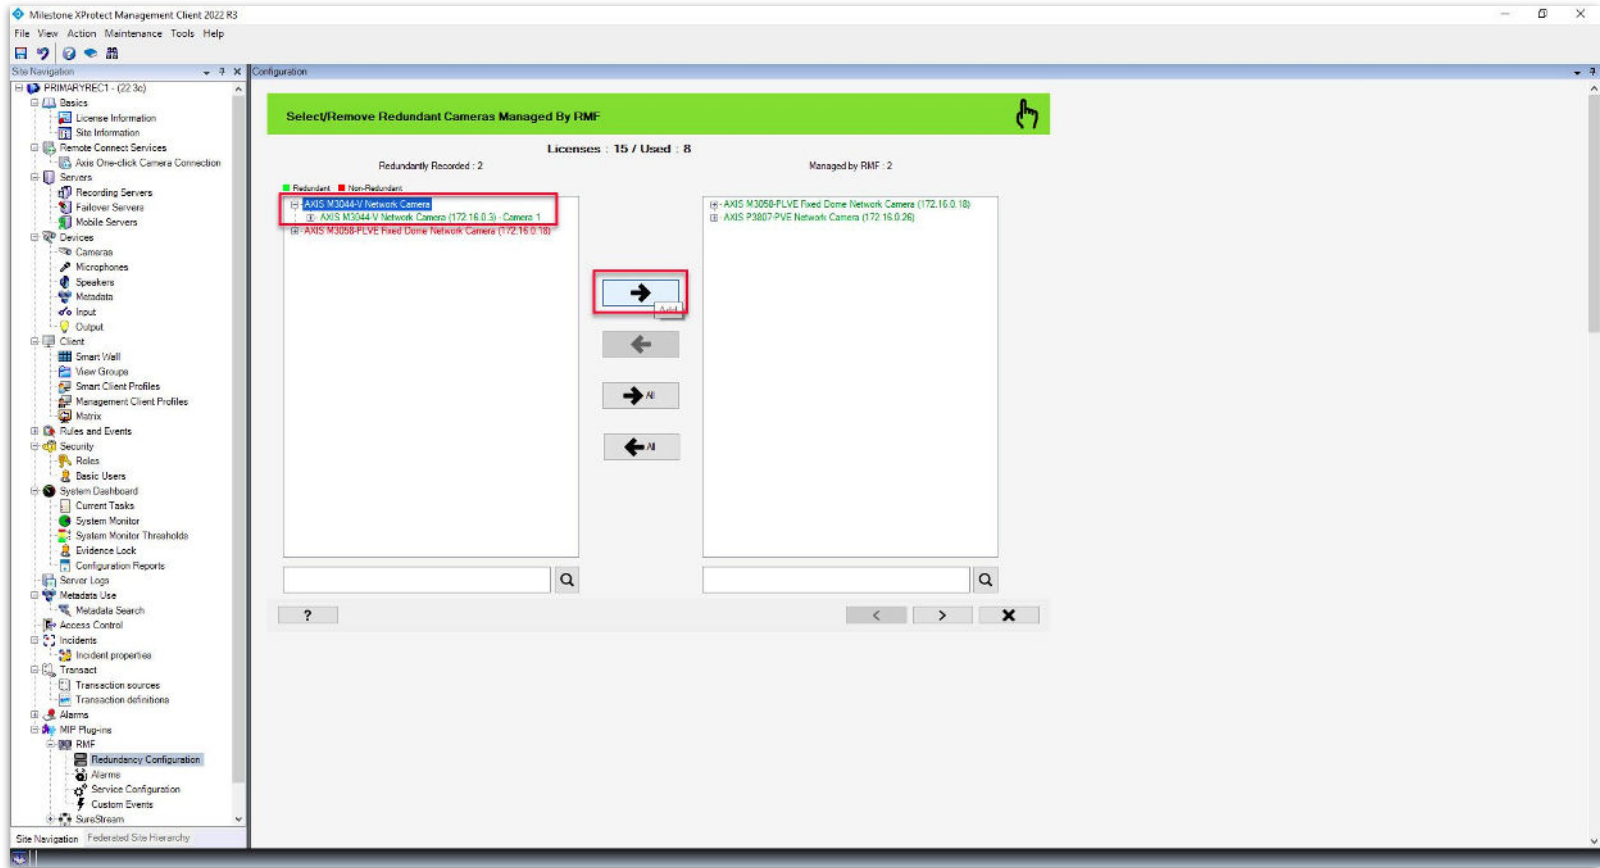 Milestone XProtect Management Client 2022 R3
File View Action Maintenance Tools Help
Site Navigation
Configuration
PRIMARYREC1 - (22.3c)
Basics
License Information
Site Information
Remote Connect Services
Axis One-click Camera Connection
Servers
Recording Servers
Failover Servers
Mobile Servers
Devices
Cameras
Microphones
Speakers
Metadata
Input
Output
Client
Smart Wall
View Groups
Smart Client Profiles
Management Client Profiles
Matrix
Rules and Events
Security
Roles
Basic Users
System Dashboard
Current Tasks
System Monitor
System Monitor Thresholds
Evidence Lock
Configuration Reports
Server Logs
Metadata Use
Metadata Search
Access Control
Incidents
Incident properties
Transact
Transaction sources
Transaction definitions
Alarms
MIP Plug-ins
RMF
Redundancy Configuration
Alarms
Service Configuration
Custom Events
SureStream
Site Navigation Federated Site Hierarchy
Select/Remove Redundant Cameras Managed By RMF
Licenses : 15 / Used : 8
Redundantly Recorded : 2
Managed by RMF : 2
Redundant Non-Redundant
AXIS M3044-V Network Camera
AXIS M3044-V Network Camera (172.16.0.3) - Camera 1
AXIS M3058-PLVE Fixed Dome Network Camera (172.16.0.18)
AXIS M3058-PLVE Fixed Dome Network Camera (172.16.0.18)
AXIS P3807-PVE Network Camera (172.16.0.26)
Add
All
All
?